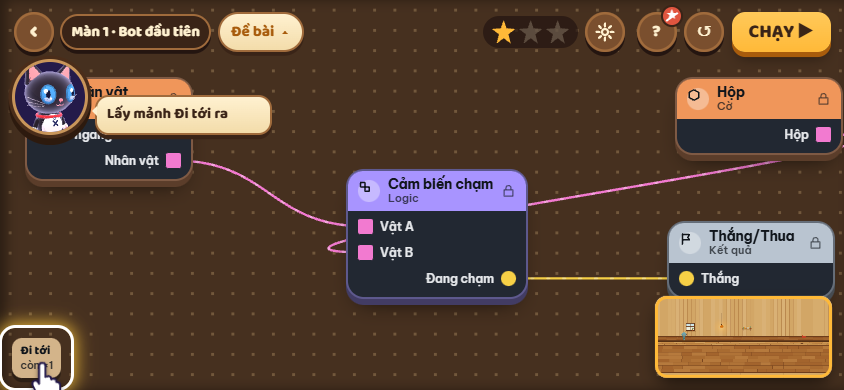 Màn 1 • Bot đầu tiên
Đề bài
?
CHẠY
Lấy mảnh Đi tới ra
Nhân vật
Hộp
Cờ
Hộp
Cảm biến chạm
Logic
Vật A
Vật B
Đang chạm
Thắng/Thua
Kết quả
Thắng
Đi tới